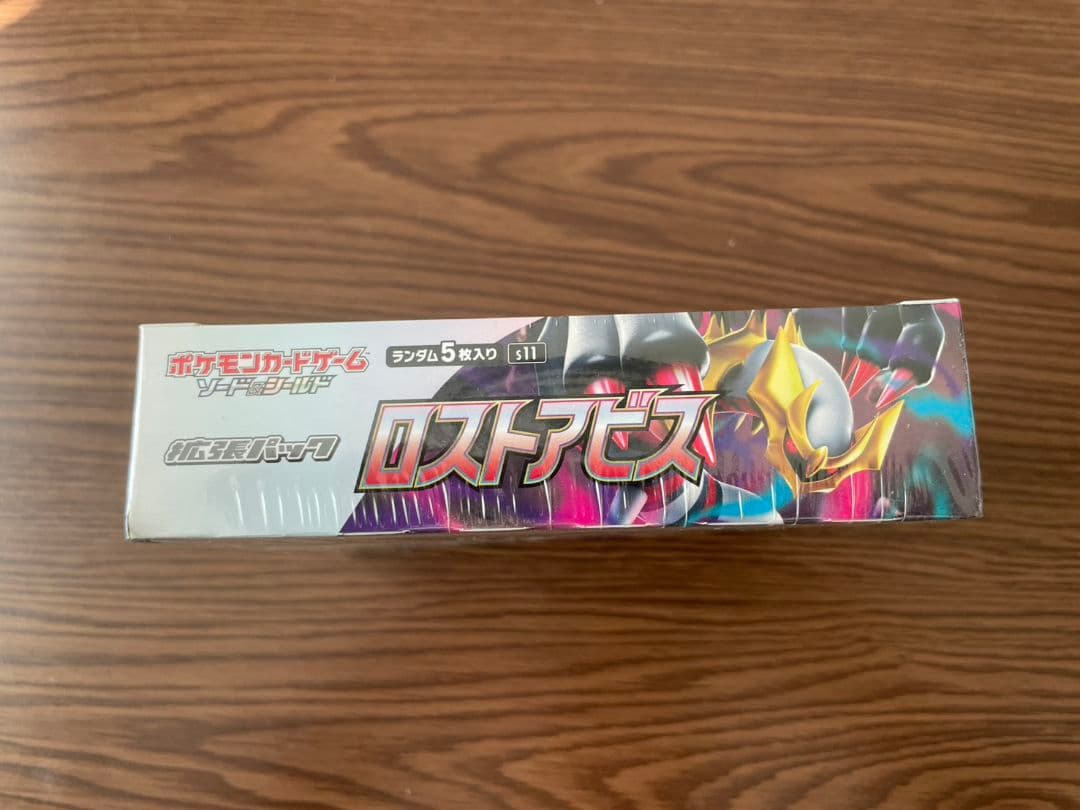 ポケモンカードゲーム
ソード&シールド
ランダム5枚入り s11
拡張パック
ロストアビス